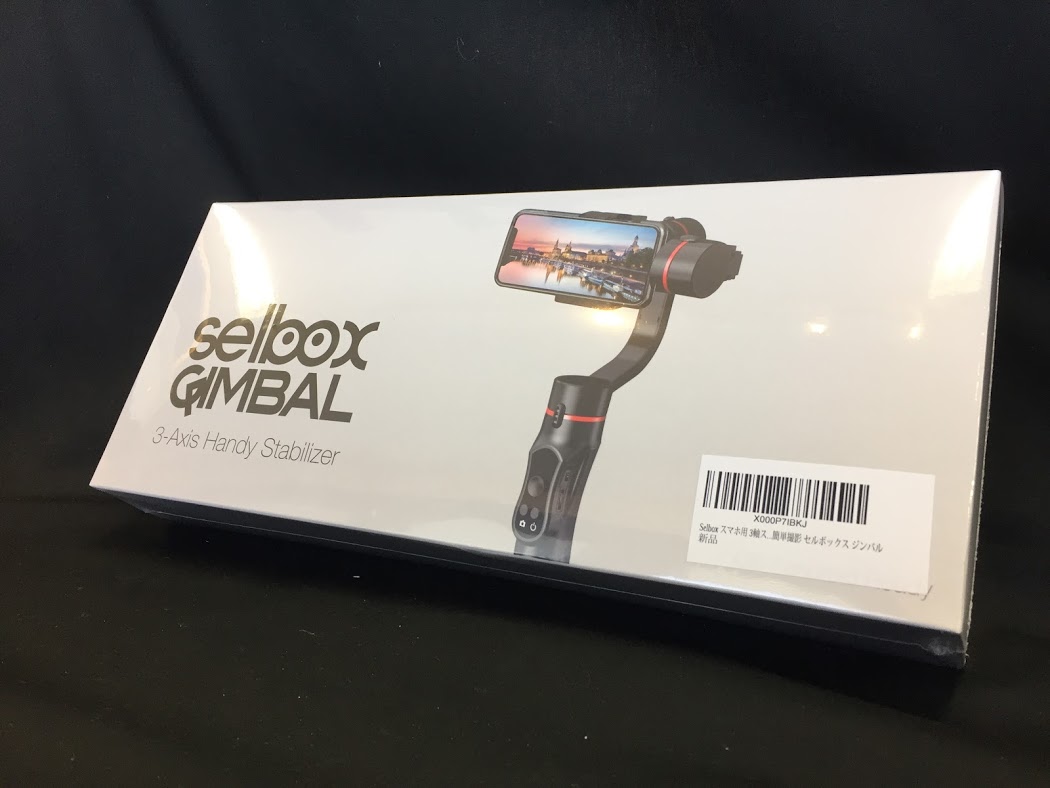 selbox
GIMBAL
3-Axis Handy Stabilizer
X000P7IBKJ
Selbox スマホ用 3軸ス...簡単撮影 セルボックス ジンバル
新品